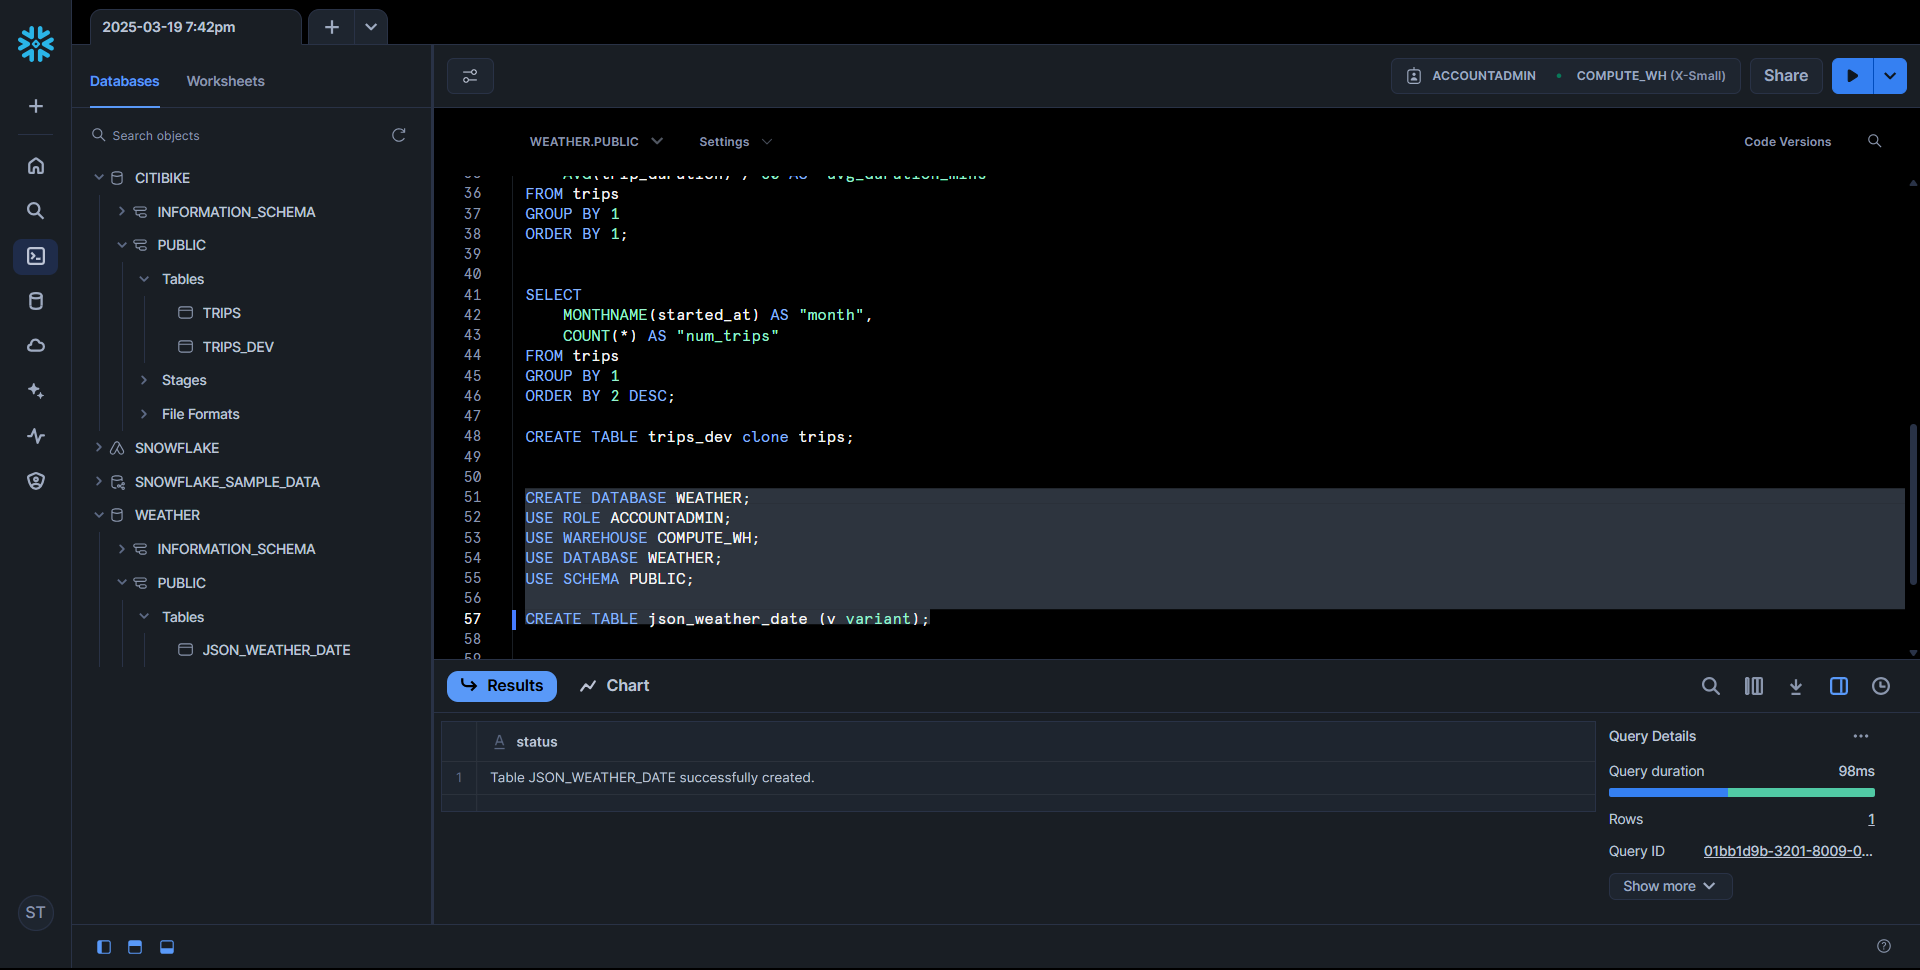 2025-03-19 7:42pm
Databases
Worksheets
ACCOUNTADMIN
COMPUTE_WH (X-Small)
Share
Search objects
WEATHER.PUBLIC
Settings
Code Versions
CITIBIKE
INFORMATION_SCHEMA
PUBLIC
Tables
TRIPS
TRIPS_DEV
Stages
File Formats
SNOWFLAKE
SNOWFLAKE_SAMPLE_DATA
WEATHER
INFORMATION_SCHEMA
PUBLIC
Tables
JSON_WEATHER_DATE
ST
36 FROM trips
37 GROUP BY 1
38 ORDER BY 1;
39
40
41 SELECT
42 MONTHNAME(started_at) AS "month",
43 COUNT(*) AS "num_trips"
44 FROM trips
45 GROUP BY 1
46 ORDER BY 2 DESC;
47
48 CREATE TABLE trips_dev clone trips;
49
50
51 CREATE DATABASE WEATHER;
52 USE ROLE ACCOUNTADMIN;
53 USE WAREHOUSE COMPUTE_WH;
54 USE DATABASE WEATHER;
55 USE SCHEMA PUBLIC;
56
57 CREATE TABLE json_weather_date (v variant);
58
59
Results
Chart
A status
1 Table JSON_WEATHER_DATE successfully created.
Query Details
Query duration 98ms
Rows 1
Query ID 01bb1d9b-3201-8009-0...
Show more